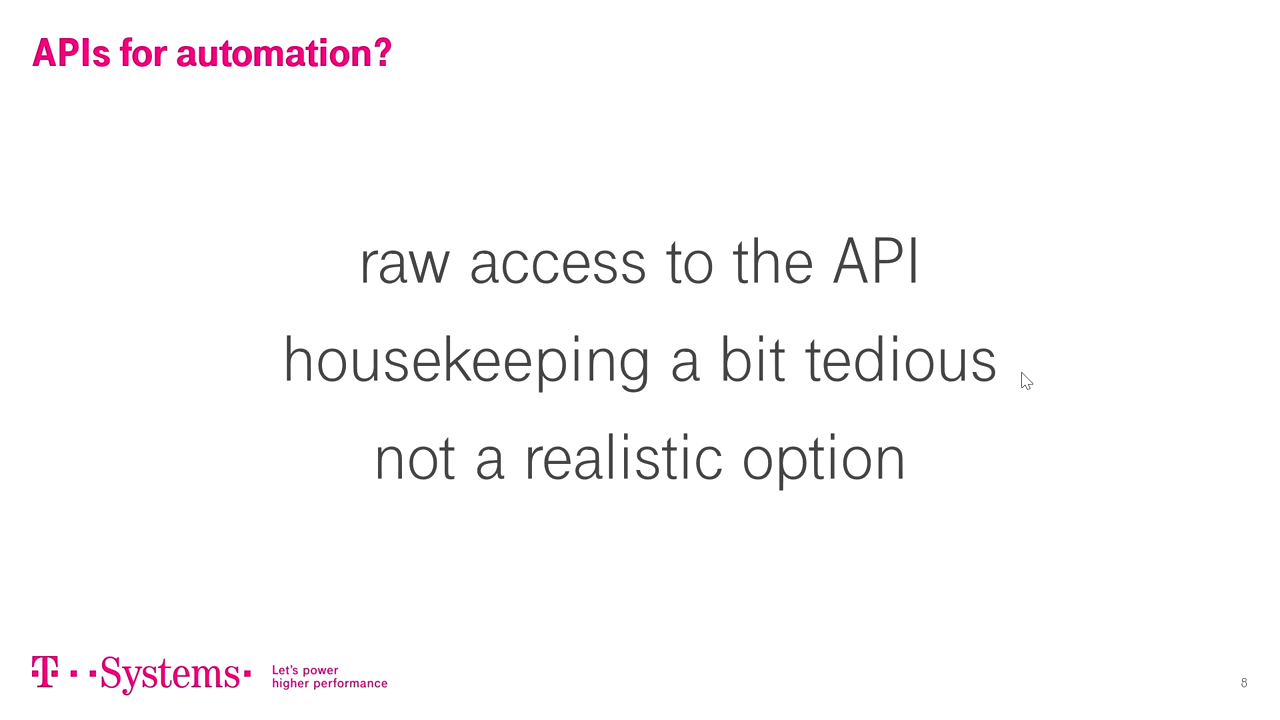 APIs for automation?
raw access to the API
housekeeping a bit tedious
not a realistic option
T··Systems·
Let's power
higher performance
8